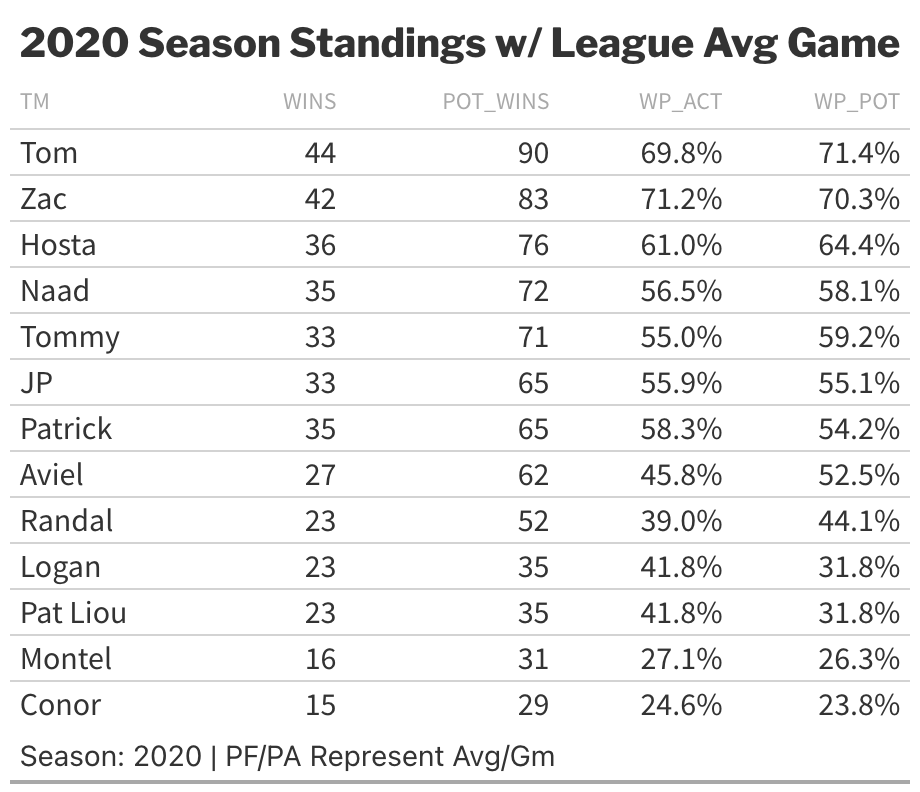 2020 Season Standings w/ League Avg Game
TM WINS POT_WINS WP_ACT WP_POT
Tom 44 90 69.8% 71.4%
Zac 42 83 71.2% 70.3%
Hosta 36 76 61.0% 64.4%
Naad 35 72 56.5% 58.1%
Tommy 33 71 55.0% 59.2%
JP 33 65 55.9% 55.1%
Patrick 35 65 58.3% 54.2%
Aviel 27 62 45.8% 52.5%
Randal 23 52 39.0% 44.1%
Logan 23 35 41.8% 31.8%
Pat Liou 23 35 41.8% 31.8%
Montel 16 31 27.1% 26.3%
Conor 15 29 24.6% 23.8%
Season: 2020 | PF/PA Represent Avg/Gm